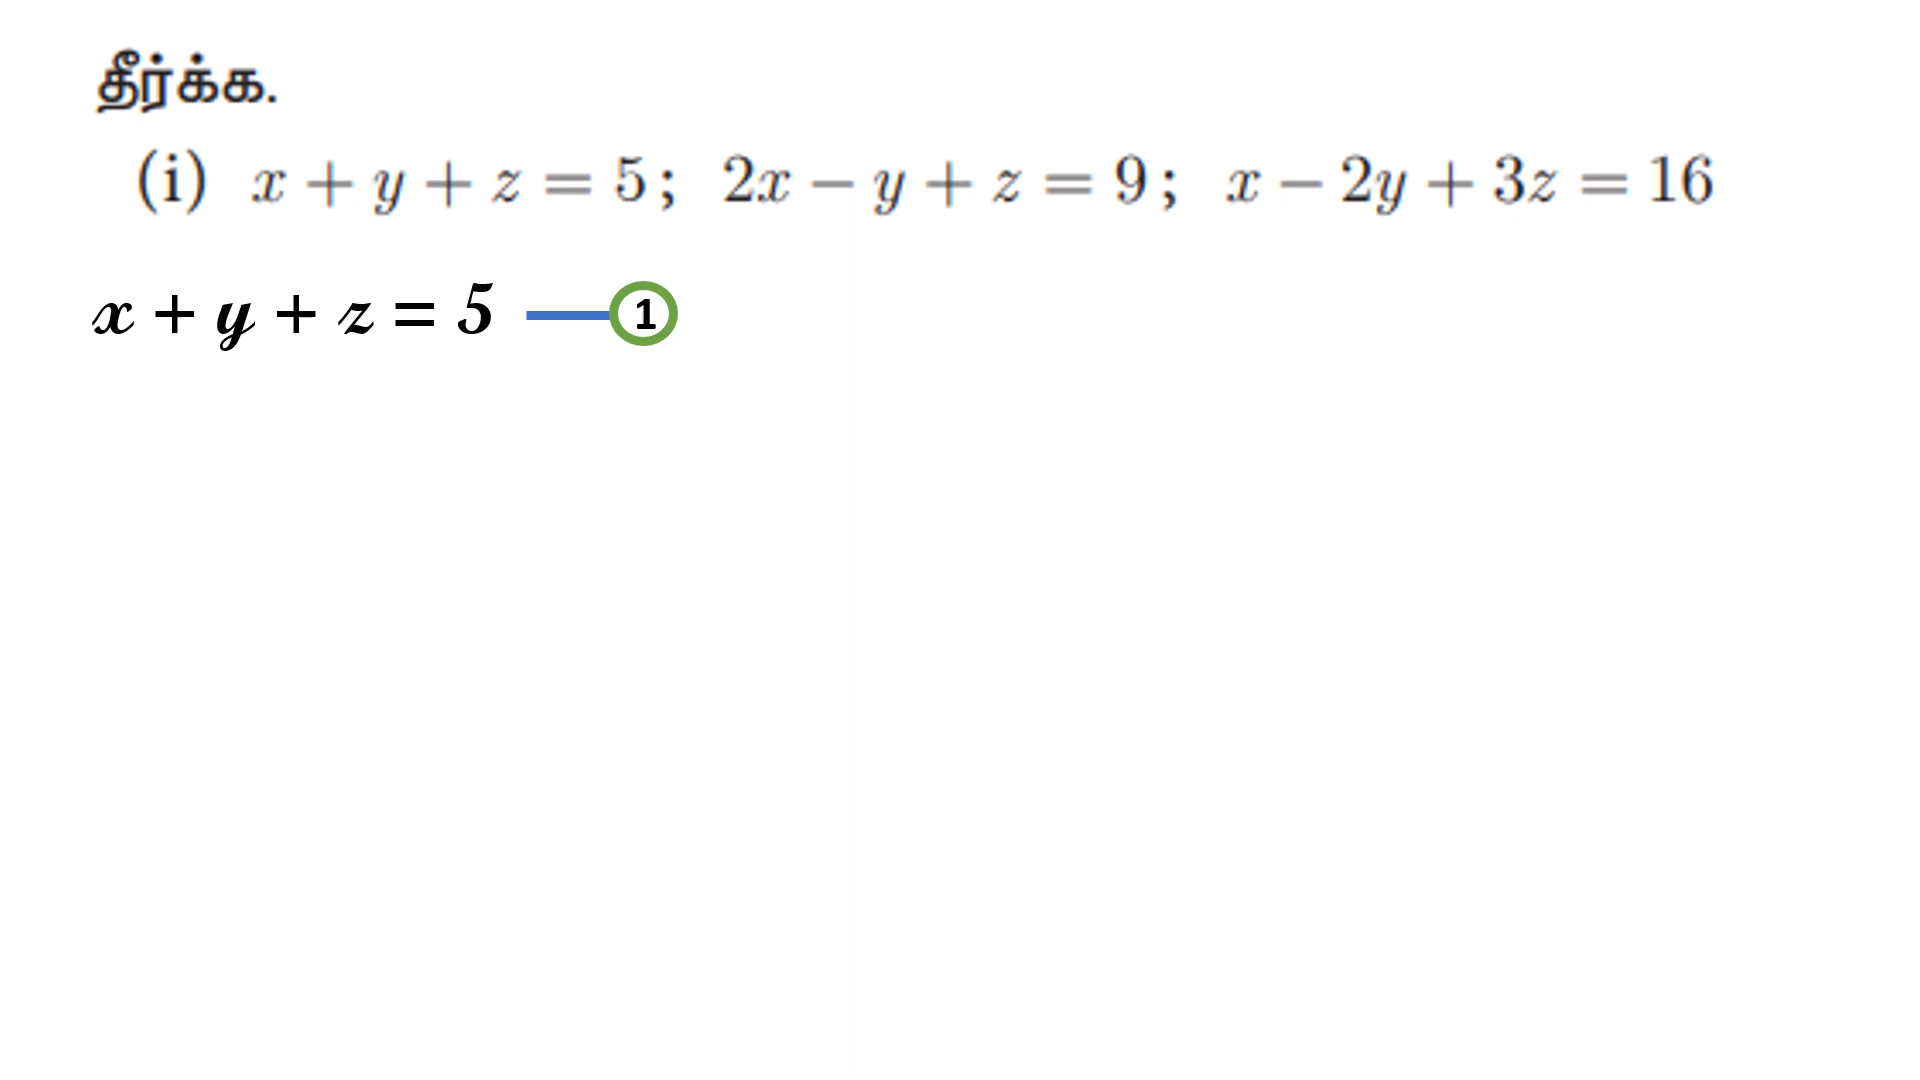 தீர்க்க.
(i) x + y + z = 5 ; 2x − y + z = 9 ; x − 2y + 3z = 16
x + y + z = 5 1